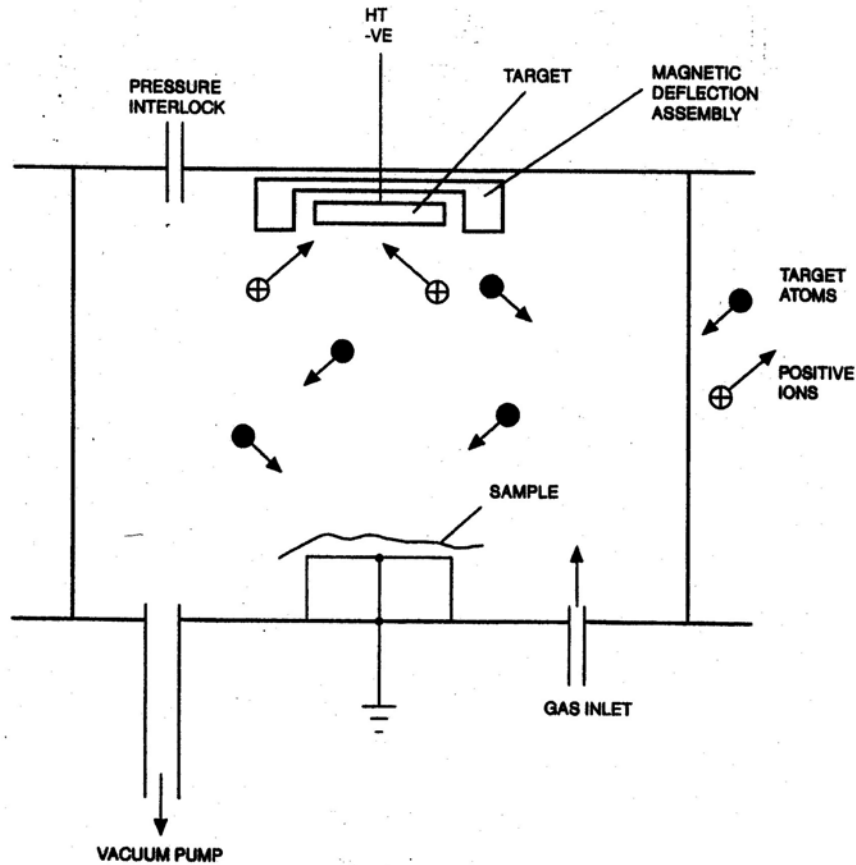 HT
-VE
PRESSURE
INTERLOCK
TARGET
MAGNETIC
DEFLECTION
ASSEMBLY
TARGET
ATOMS
POSITIVE
IONS
SAMPLE
GAS INLET
VACUUM PUMP